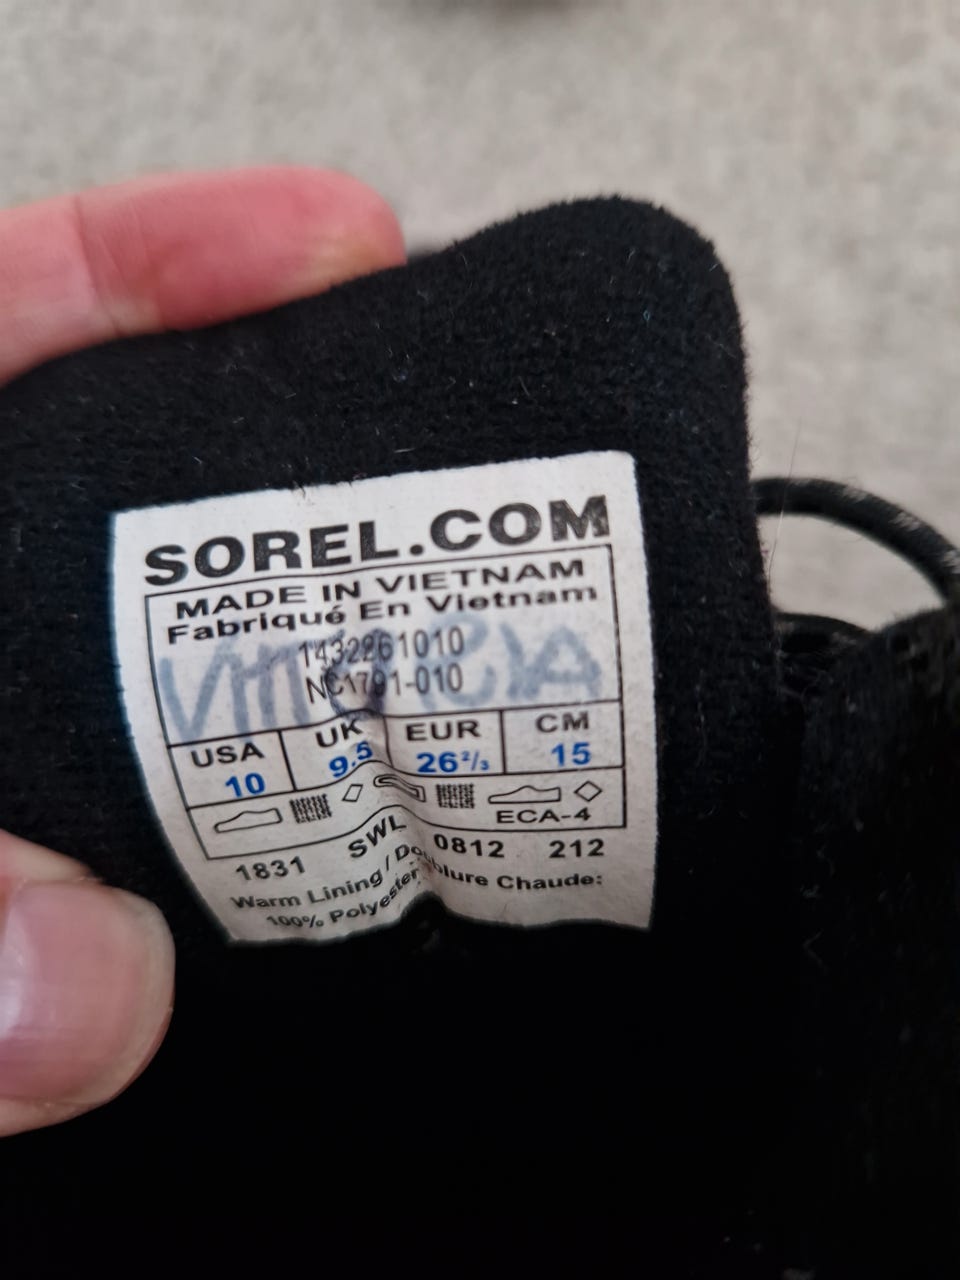 SOREL.COM
MADE IN VIETNAM
Fabriqué En Vietnam
1432261010
NC1791-010
USA UK EUR CM
10 9.5 26²/₃ 15
ECA-4
1831 SWL 0812 212
Warm Lining / Doublure Chaude:
100% Polyester